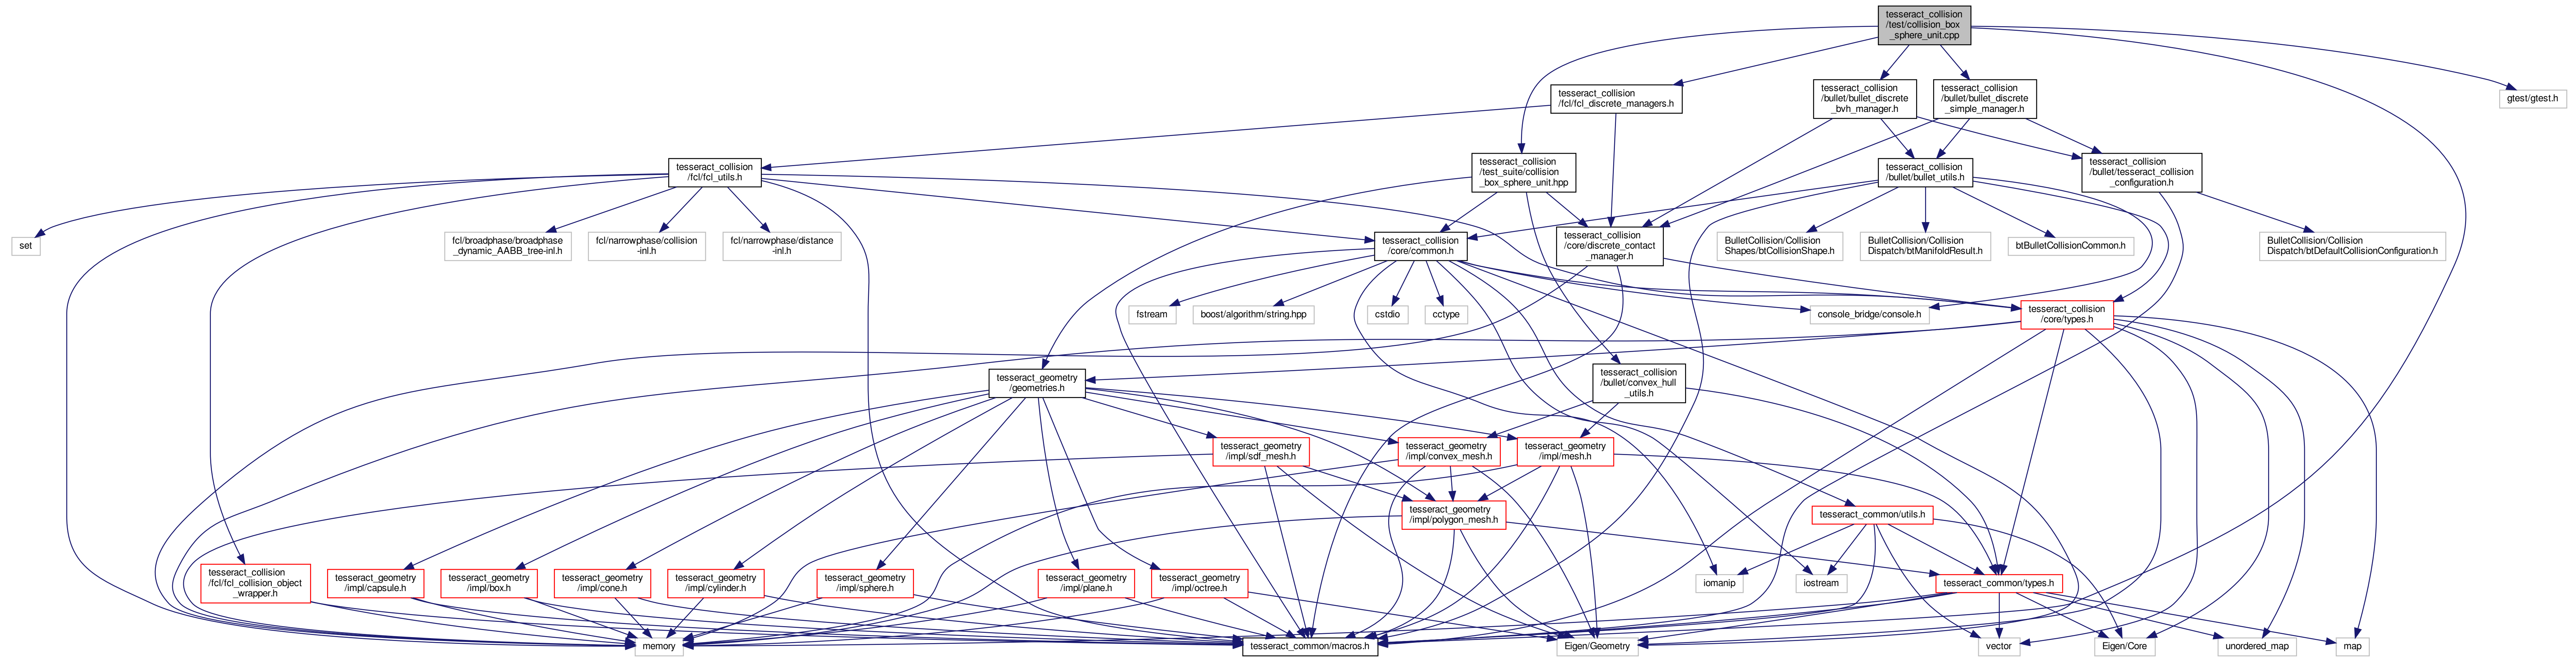 tesseract_collision
/test/collision_box
_sphere_unit.cpp
tesseract_collision
/fcl/fcl_discrete_managers.h
tesseract_collision
/bullet/bullet_discrete
_bvh_manager.h
tesseract_collision
/bullet/bullet_discrete
_simple_manager.h
gtest/gtest.h
tesseract_collision
/fcl/fcl_utils.h
tesseract_collision
/test_suite/collision
_box_sphere_unit.hpp
tesseract_collision
/bullet/bullet_utils.h
tesseract_collision
/bullet/tesseract_collision
_configuration.h
set
fcl/broadphase/broadphase
_dynamic_AABB_tree-inl.h
fcl/narrowphase/collision
-inl.h
fcl/narrowphase/distance
-inl.h
tesseract_collision
/core/common.h
tesseract_collision
/core/discrete_contact
_manager.h
BulletCollision/Collision
Shapes/btCollisionShape.h
BulletCollision/Collision
Dispatch/btManifoldResult.h
btBulletCollisionCommon.h
BulletCollision/Collision
Dispatch/btDefaultCollisionConfiguration.h
fstream
boost/algorithm/string.hpp
cstdio
cctype
console_bridge/console.h
tesseract_collision
/core/types.h
tesseract_geometry
/geometries.h
tesseract_collision
/bullet/convex_hull
_utils.h
tesseract_geometry
/impl/sdf_mesh.h
tesseract_geometry
/impl/convex_mesh.h
tesseract_geometry
/impl/mesh.h
tesseract_geometry
/impl/polygon_mesh.h
tesseract_common/utils.h
tesseract_collision
/fcl/fcl_collision_object
_wrapper.h
tesseract_geometry
/impl/capsule.h
tesseract_geometry
/impl/box.h
tesseract_geometry
/impl/cone.h
tesseract_geometry
/impl/cylinder.h
tesseract_geometry
/impl/sphere.h
tesseract_geometry
/impl/plane.h
tesseract_geometry
/impl/octree.h
iomanip
iostream
tesseract_common/types.h
memory
tesseract_common/macros.h
Eigen/Geometry
vector
Eigen/Core
unordered_map
map